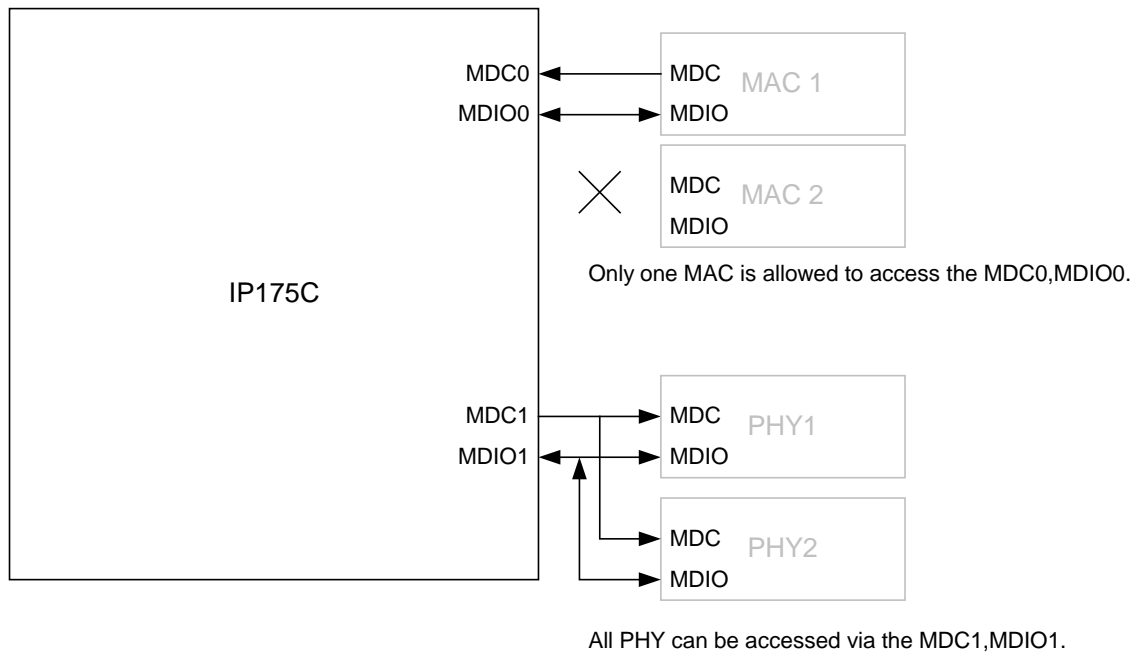 MDC0
MDC
MAC 1
MDIO0
MDIO
MDC
MAC 2
MDIO
Only one MAC is allowed to access the MDC0,MDIO0.
IP175C
MDC1
MDC
PHY1
MDIO1
MDIO
MDC
PHY2
MDIO
All PHY can be accessed via the MDC1,MDIO1.